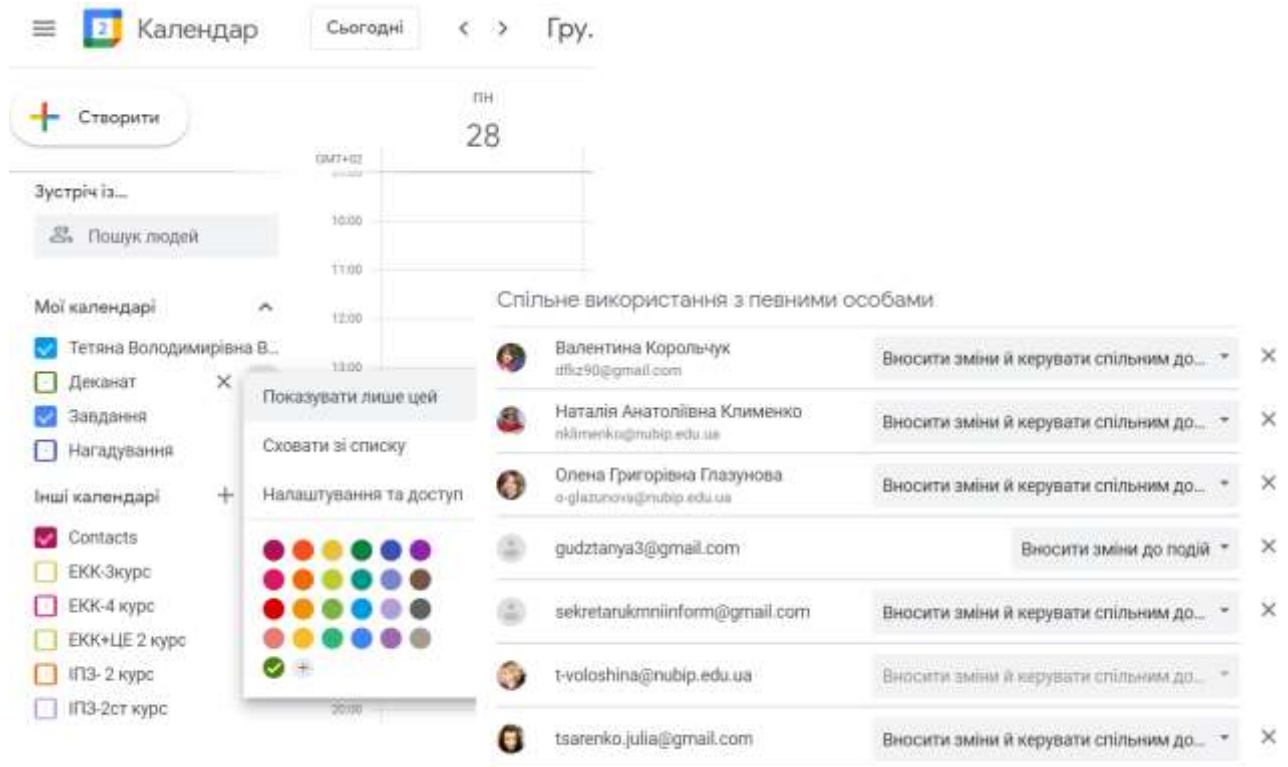 2
Календар
Сьогодні
Гру.
Створити
ПН
28
GMT+02
Зустріч із...
Пошук людей
10:00
11:00
12:00
13:00
Мої календарі
Тетяна Володимирівна В...
Деканат
Завдання
Нагадування
Інші календарі
Contacts
ЕКК-3курс
ЕКК-4 курс
ЕКК+ЦЕ 2 курс
ІПЗ- 2 курс
ІПЗ-2ст курс
Показувати лише цей
Сховати зі списку
Налаштування та доступ
20:00
Спільне використання з певними особами
Валентина Корольчук
dfkz90@gmail.com
Вносити зміни й керувати спільним до...
Наталія Анатоліївна Клименко
nklimenko@nubip.edu.ua
Вносити зміни й керувати спільним до...
Олена Григорівна Глазунова
o-glazunova@nubip.edu.ua
Вносити зміни й керувати спільним до...
gudztanya3@gmail.com
Вносити зміни до подій
sekretarukmniinform@gmail.com
Вносити зміни й керувати спільним до...
t-voloshina@nubip.edu.ua
Вносити зміни й керувати спільним до...
tsarenko.julia@gmail.com
Вносити зміни й керувати спільним до...